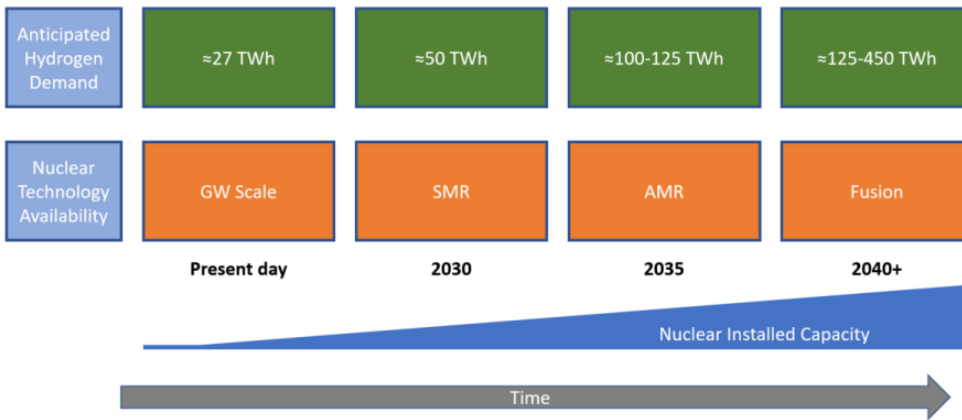 Anticipated
Hydrogen
Demand
≈27 TWh
≈50 TWh
≈100-125 TWh
≈125-450 TWh
Nuclear
Technology
Availability
GW Scale
SMR
AMR
Fusion
Present day
2030
2035
2040+
Nuclear Installed Capacity
Time